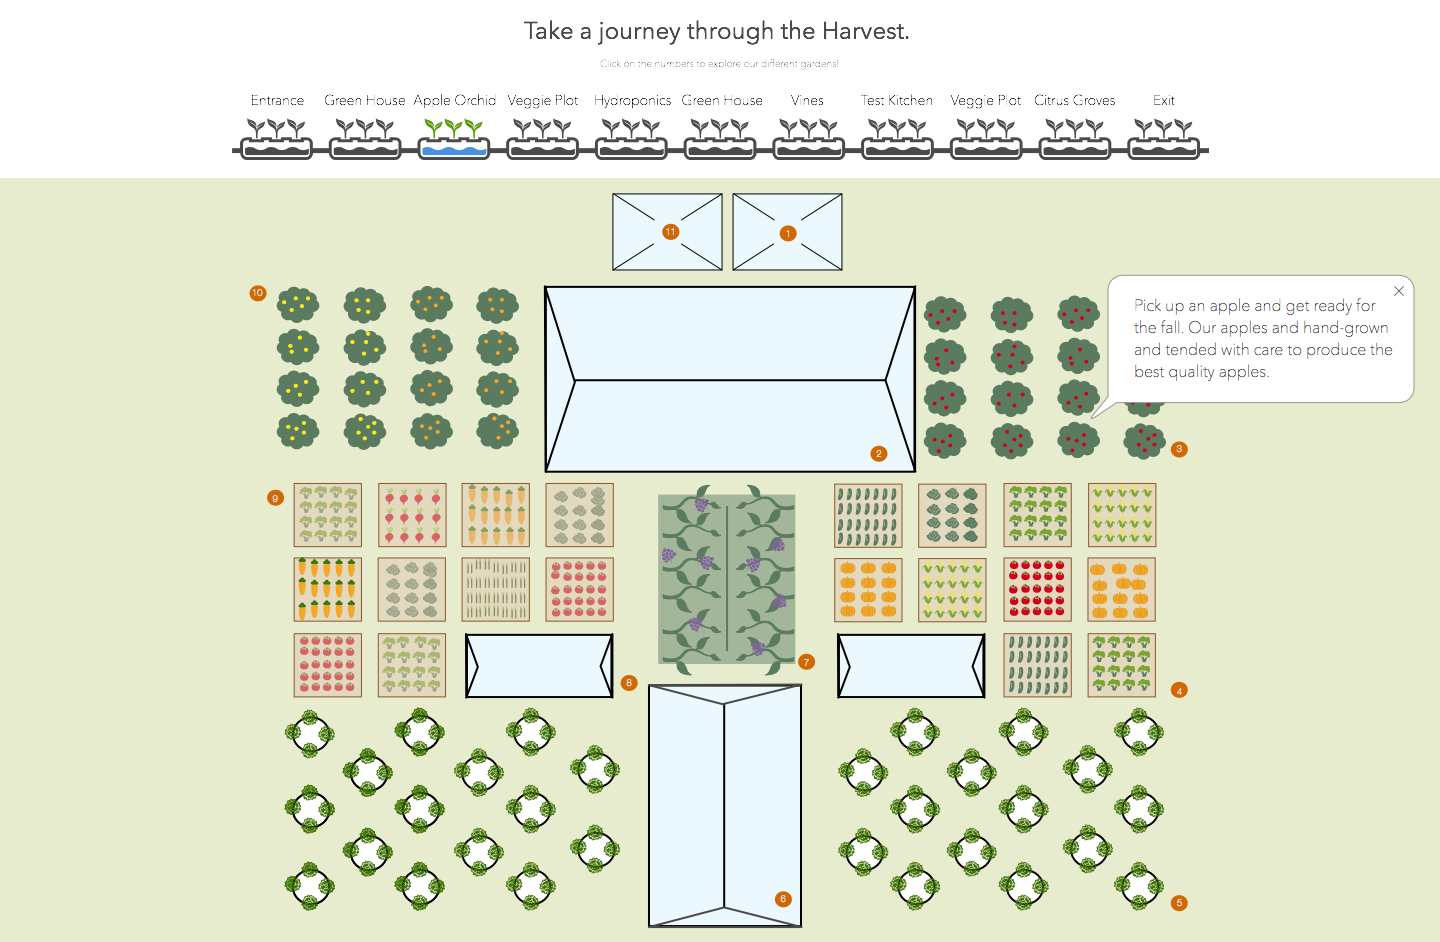 Take a journey through the Harvest.
Click on the numbers to explore our different gardens!
Entrance Green House Apple Orchid Veggie Plot Hydroponics Green House Vines Test Kitchen Veggie Plot Citrus Groves Exit
11 1
10
Pick up an apple and get ready for
the fall. Our apples and hand-grown
and tended with care to produce the
best quality apples.
2
3
9
7
8
4
6
5